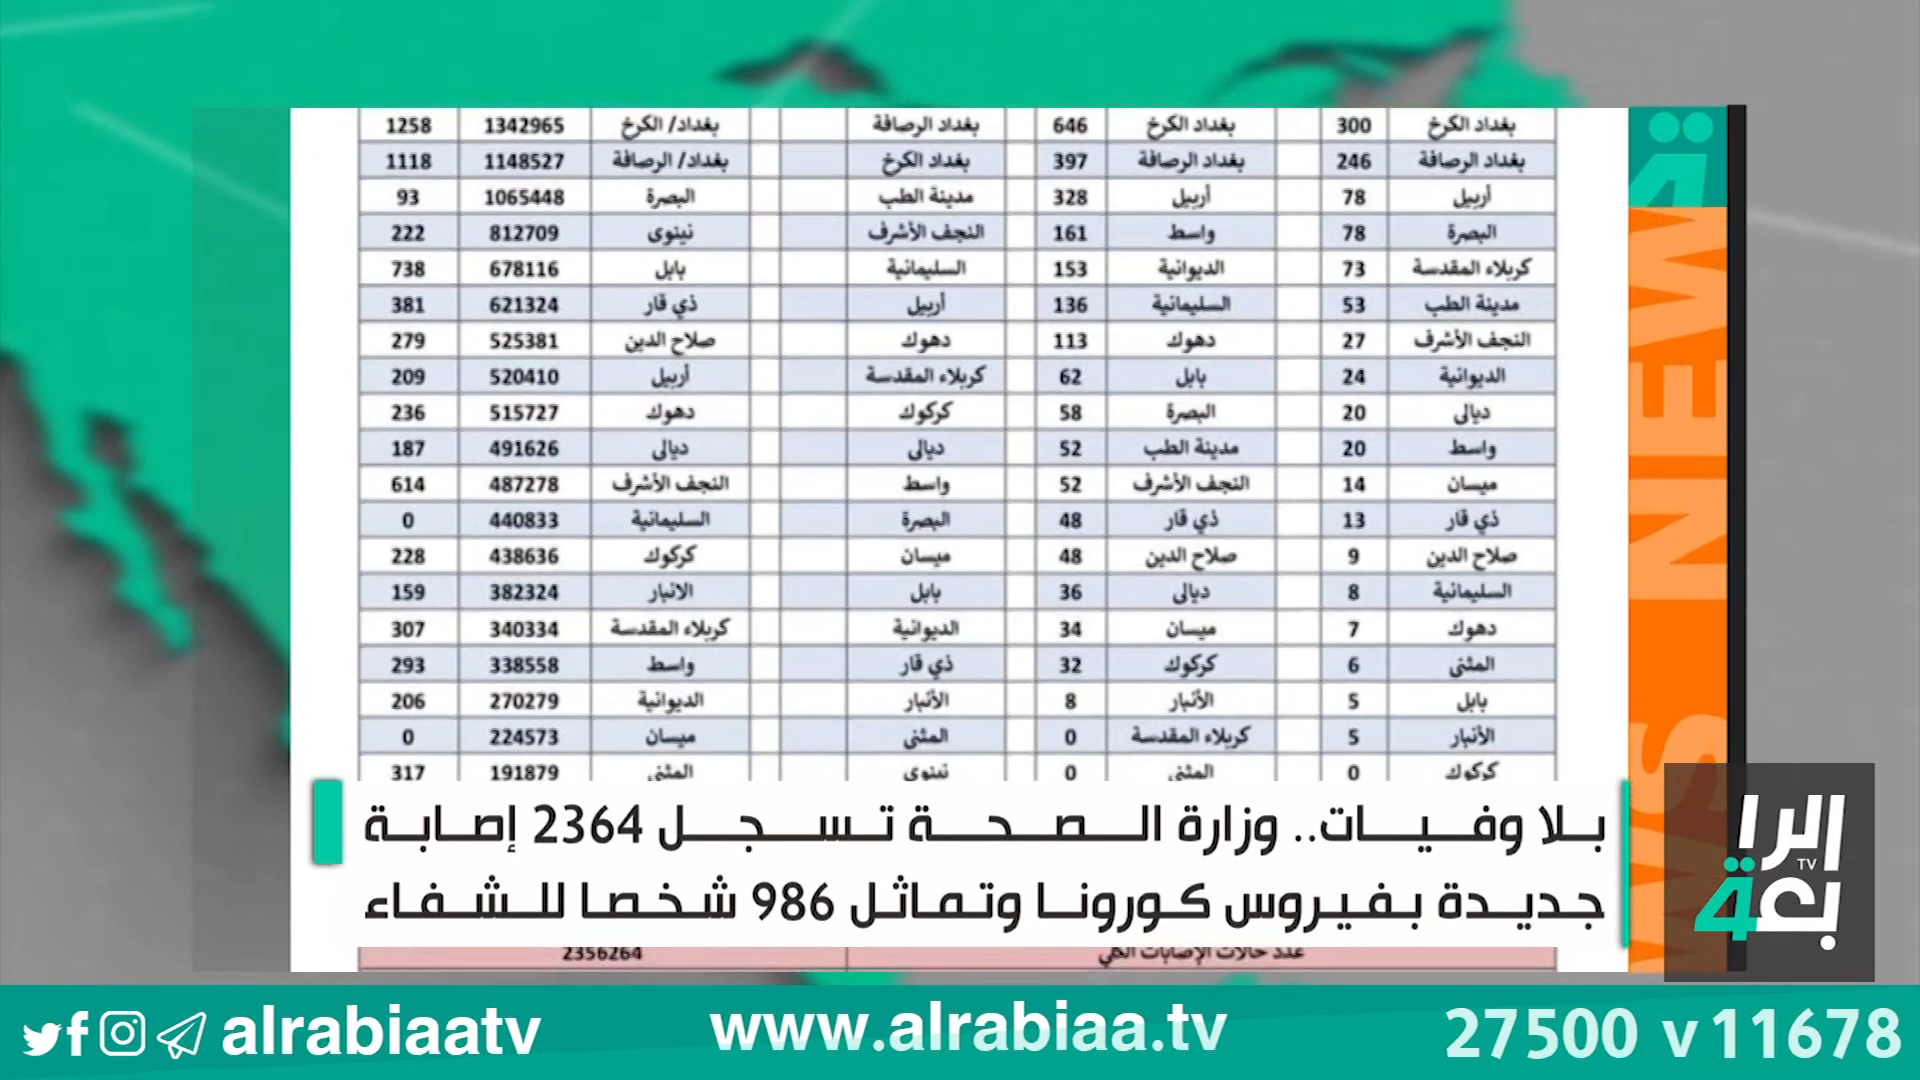 بغداد الكرخ 300 بغداد الكرخ 646 بغداد الرصافة بغداد/ الكرخ 1342965 1258
بغداد الرصافة 246 بغداد الرصافة 397 بغداد الكرخ بغداد/ الرصافة 1148527 1118
أربيل 78 أربيل 328 مدينة الطب البصرة 1065448 93
البصرة 78 واسط 161 النجف الأشرف نينوى 812709 222
كربلاء المقدسة 73 الديوانية 153 السليمانية بابل 678116 738
مدينة الطب 53 السليمانية 136 أربيل ذي قار 621324 381
النجف الأشرف 27 دهوك 113 دهوك صلاح الدين 525381 279
الديوانية 24 بابل 62 كربلاء المقدسة أربيل 520410 209
ديالى 20 البصرة 58 كركوك دهوك 515727 236
واسط 20 مدينة الطب 52 ديالى ديالى 491626 187
ميسان 14 النجف الأشرف 52 واسط النجف الأشرف 487278 614
ذي قار 13 ذي قار 48 البصرة السليمانية 440833 0
صلاح الدين 9 صلاح الدين 48 ميسان كركوك 438636 228
السليمانية 8 ديالى 36 بابل الانبار 382324 159
دهوك 7 ميسان 34 الديوانية كربلاء المقدسة 340334 307
المثنى 6 كركوك 32 ذي قار واسط 338558 293
بابل 5 الأنبار 8 الأنبار الديوانية 270279 206
الأنبار 5 كربلاء المقدسة 0 المثنى ميسان 224573 0
كركوك 0 المثنى 0 نينوى المثنى 191879 317
بلا وفيات.. وزارة الصحة تسجل 2364 إصابة
جديدة بفيروس كورونا وتماثل 986 شخصا للشفاء
عدد حالات الإصابات الكلي 2356264
NEWS
الرا
TV
بعة
alrabiaatv
www.alrabiaa.tv
27500 v 11678